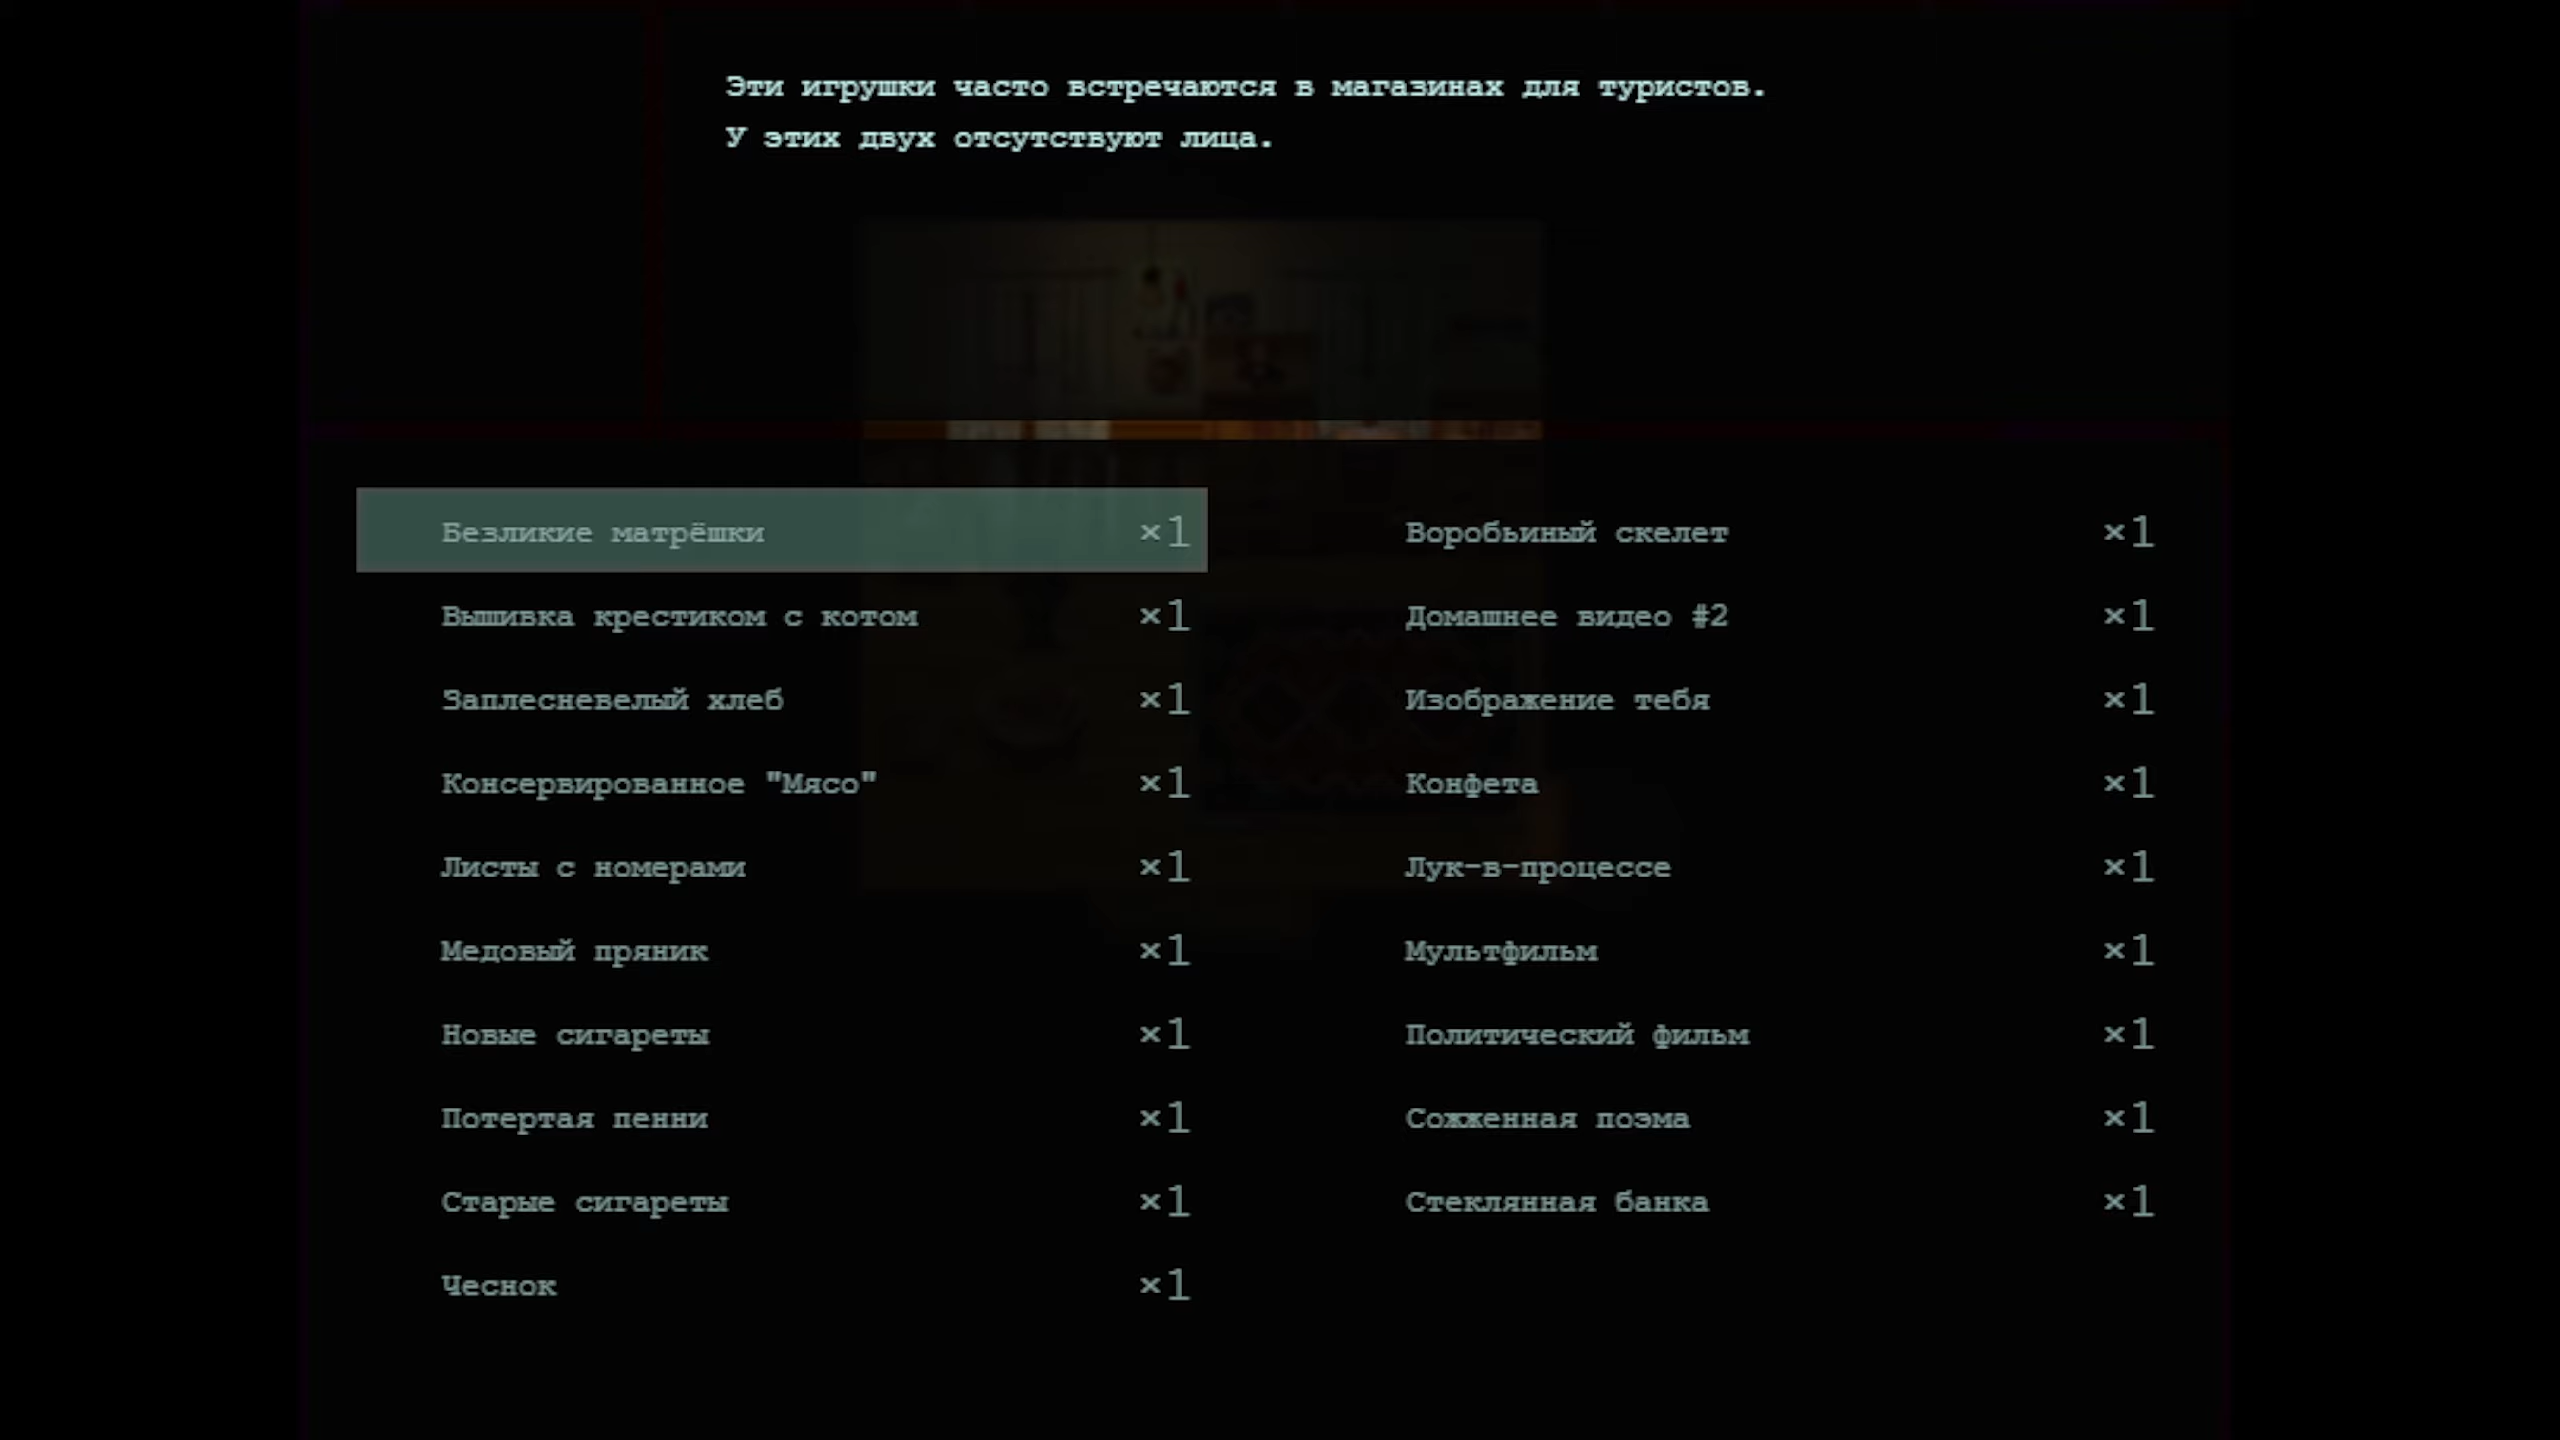 Эти игрушки часто встречаются в магазинах для туристов.
У этих двух отсутствуют лица.
Безликие матрёшки ×1 Воробьиный скелет ×1
Вышивка крестиком с котом ×1 Домашнее видео #2 ×1
Заплесневелый хлеб ×1 Изображение тебя ×1
Консервированное "Мясо" ×1 Конфета ×1
Листы с номерами ×1 Лук-в-процессе ×1
Медовый пряник ×1 Мультфильм ×1
Новые сигареты ×1 Политический фильм ×1
Потертая пенни ×1 Сожженная поэма ×1
Старые сигареты ×1 Стеклянная банка ×1
Чеснок ×1